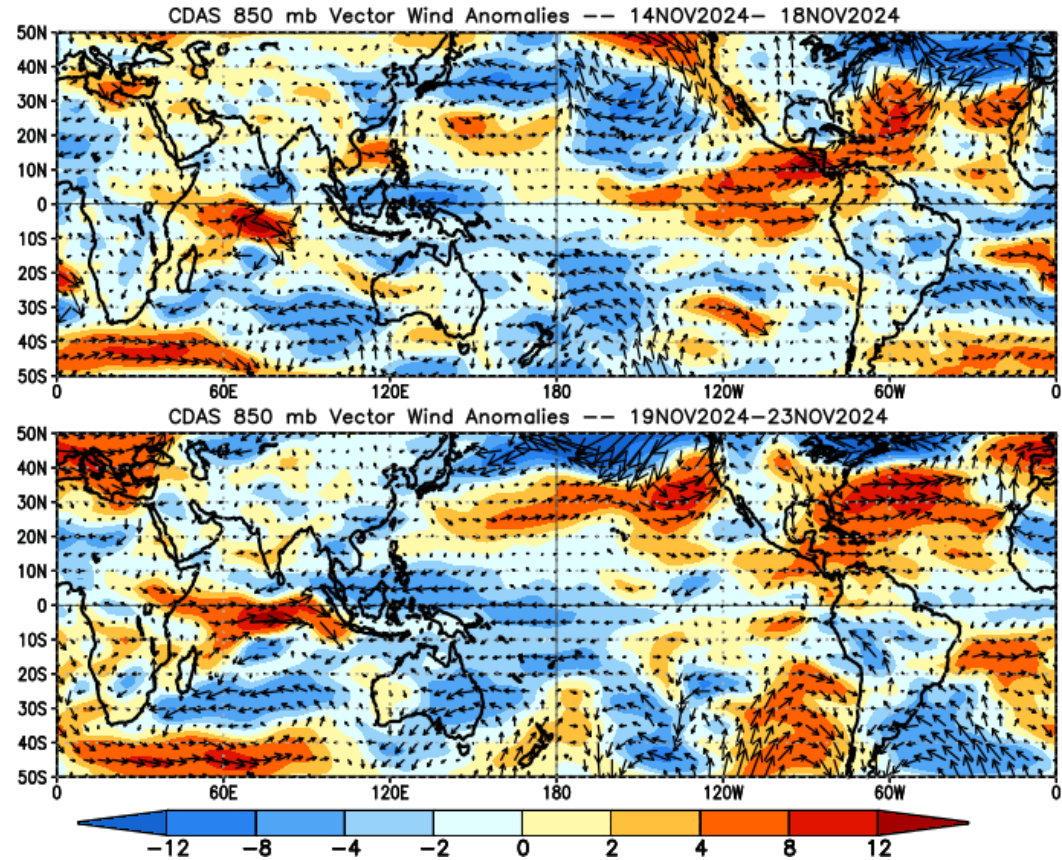 CDAS 850 mb Vector Wind Anomalies -- 14NOV2024- 18NOV2024
50N
40N
30N
20N
10N
0
10S
20S
30S
40S
50S
0 60E 120E 180 120W 60W 0
CDAS 850 mb Vector Wind Anomalies -- 19NOV2024-23NOV2024
50N
40N
30N
20N
10N
0
10S
20S
30S
40S
50S
0 60E 120E 180 120W 60W 0
-12 -8 -4 -2 0 2 4 8 12